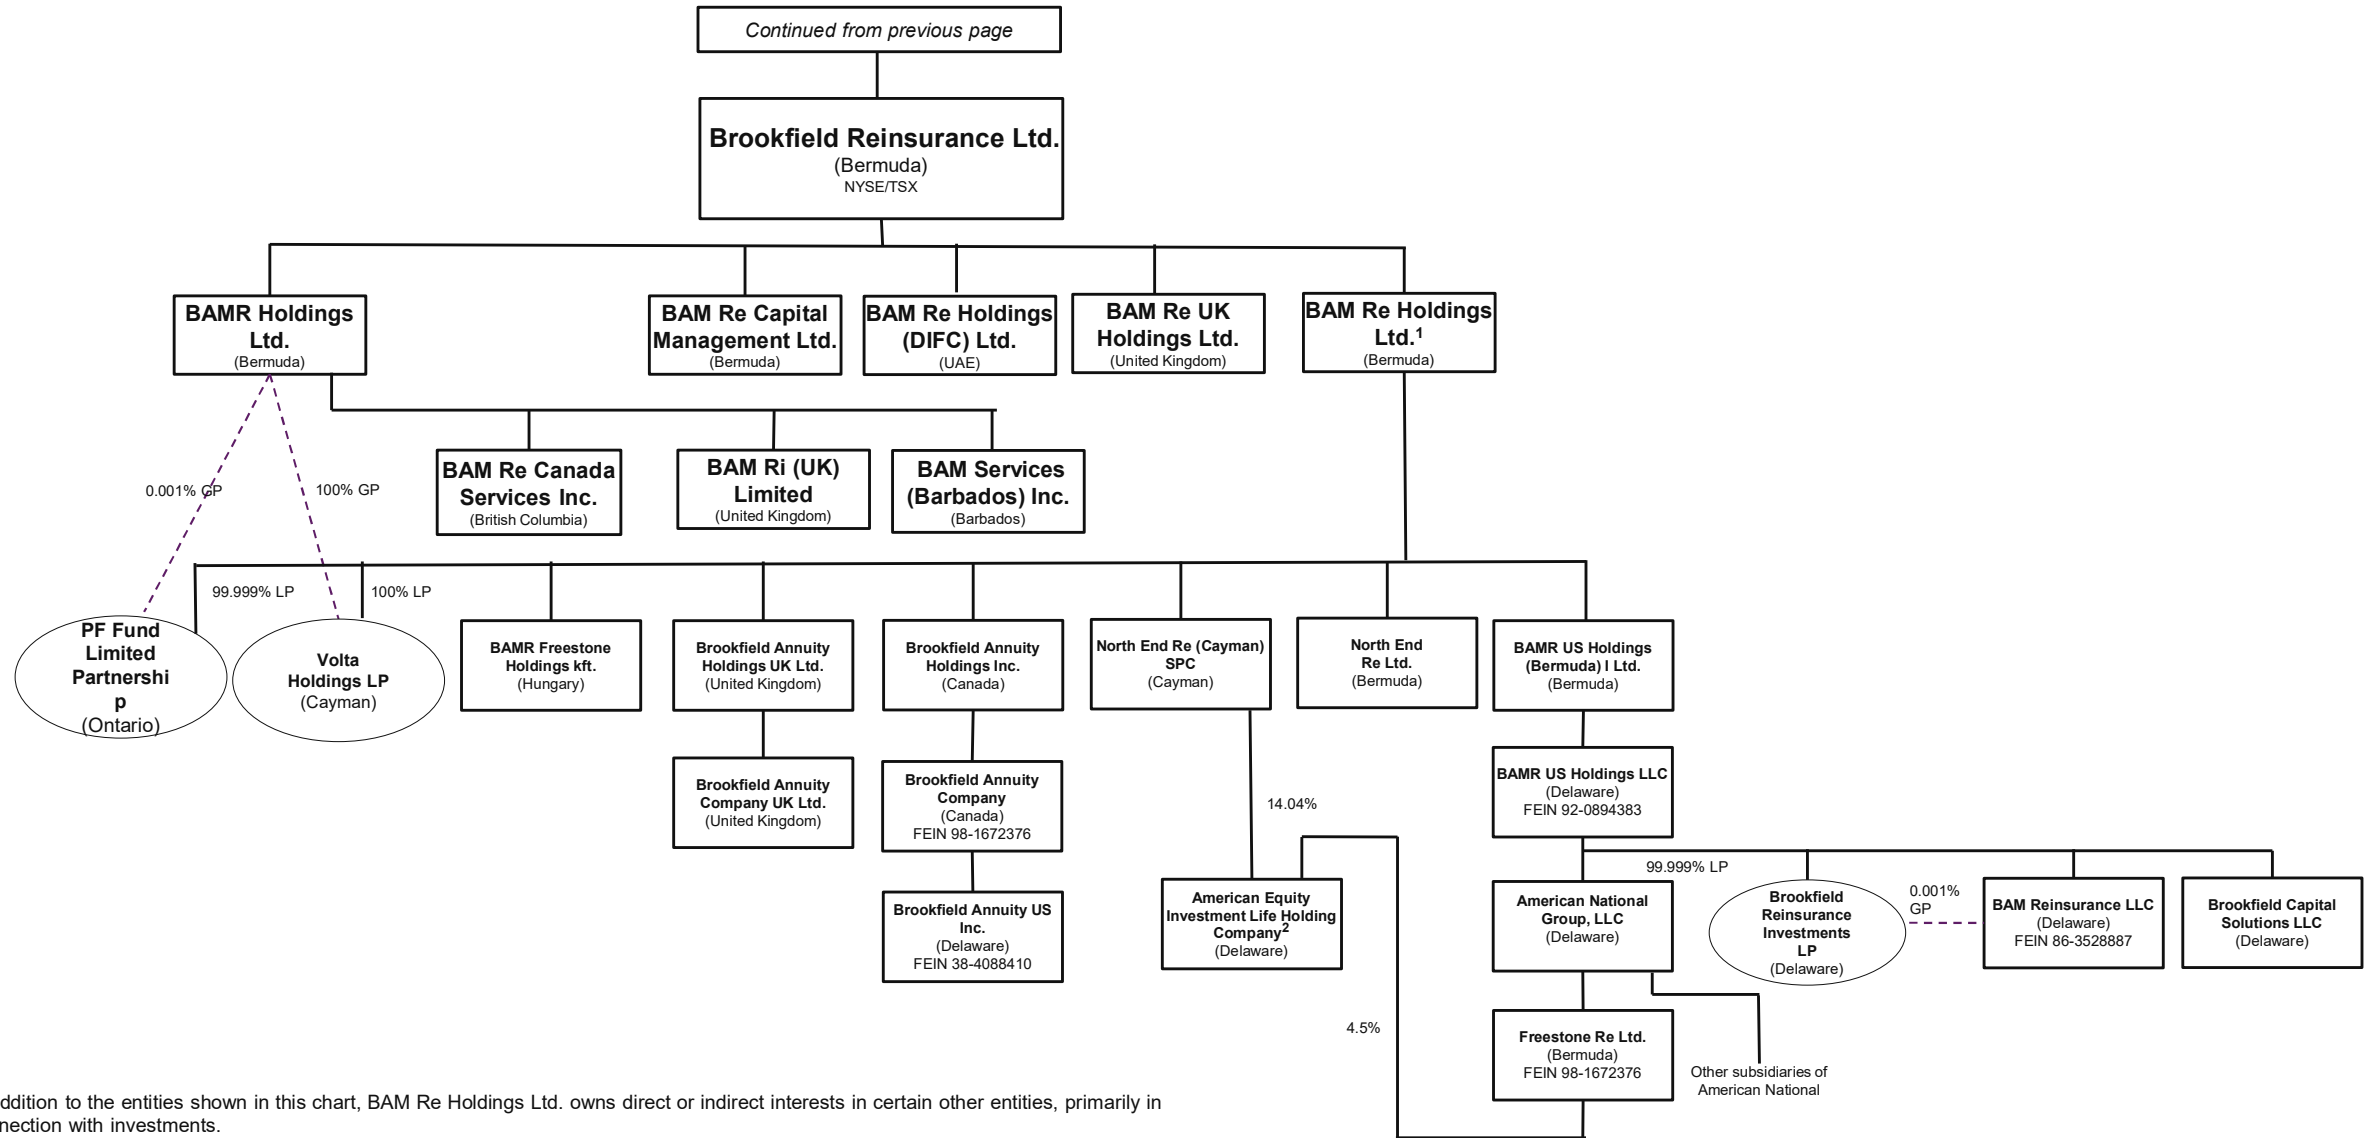 Continued from previous page
Brookfield Reinsurance Ltd.
(Bermuda)
NYSE/TSX
BAMR Holdings
Ltd.
(Bermuda)
BAM Re Capital
Management Ltd.
(Bermuda)
BAM Re Holdings
(DIFC) Ltd.
(UAE)
BAM Re UK
Holdings Ltd.
(United Kingdom)
BAM Re Holdings
Ltd.1
(Bermuda)
0.001% GP
100% GP
BAM Re Canada
Services Inc.
(British Columbia)
BAM Ri (UK)
Limited
(United Kingdom)
BAM Services
(Barbados) Inc.
(Barbados)
99.999% LP
100% LP
PF Fund
Limited
Partnershi
p
(Ontario)
Volta
Holdings LP
(Cayman)
BAMR Freestone
Holdings kft.
(Hungary)
Brookfield Annuity
Holdings UK Ltd.
(United Kingdom)
Brookfield Annuity
Holdings Inc.
(Canada)
North End Re (Cayman)
SPC
(Cayman)
North End
Re Ltd.
(Bermuda)
BAMR US Holdings
(Bermuda) I Ltd.
(Bermuda)
Brookfield Annuity
Company UK Ltd.
(United Kingdom)
Brookfield Annuity
Company
(Canada)
FEIN 98-1672376
14.04%
BAMR US Holdings LLC
(Delaware)
FEIN 92-0894383
Brookfield Annuity US
Inc.
(Delaware)
FEIN 38-4088410
American Equity
Investment Life Holding
Company2
(Delaware)
American National
Group, LLC
(Delaware)
99.999% LP
Brookfield
Reinsurance
Investments
LP
(Delaware)
0.001%
GP
BAM Reinsurance LLC
(Delaware)
FEIN 86-3528887
Brookfield Capital
Solutions LLC
(Delaware)
4.5%
Freestone Re Ltd.
(Bermuda)
FEIN 98-1672376
Other subsidiaries of
American National
ddition to the entities shown in this chart, BAM Re Holdings Ltd. owns direct or indirect interests in certain other entities, primarily in
nection with investments.